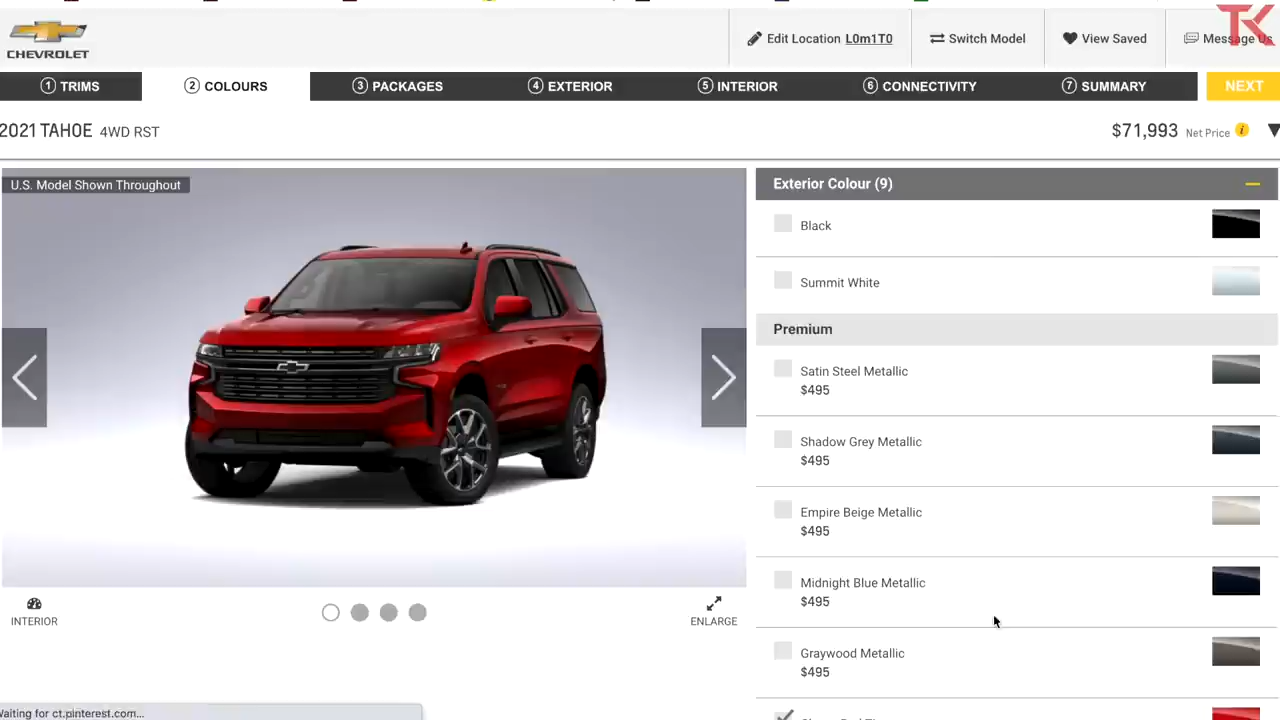 CHEVROLET
Edit Location L0m1T0
Switch Model
View Saved
Message Us
TK
1 TRIMS
2 COLOURS
3 PACKAGES
4 EXTERIOR
5 INTERIOR
6 CONNECTIVITY
7 SUMMARY
NEXT
2021 TAHOE 4WD RST
$71,993 Net Price i
U.S. Model Shown Throughout
Exterior Colour (9)
Black
Summit White
Premium
Satin Steel Metallic
$495
Shadow Grey Metallic
$495
Empire Beige Metallic
$495
Midnight Blue Metallic
$495
Graywood Metallic
$495
INTERIOR
ENLARGE
Waiting for ct.pinterest.com...